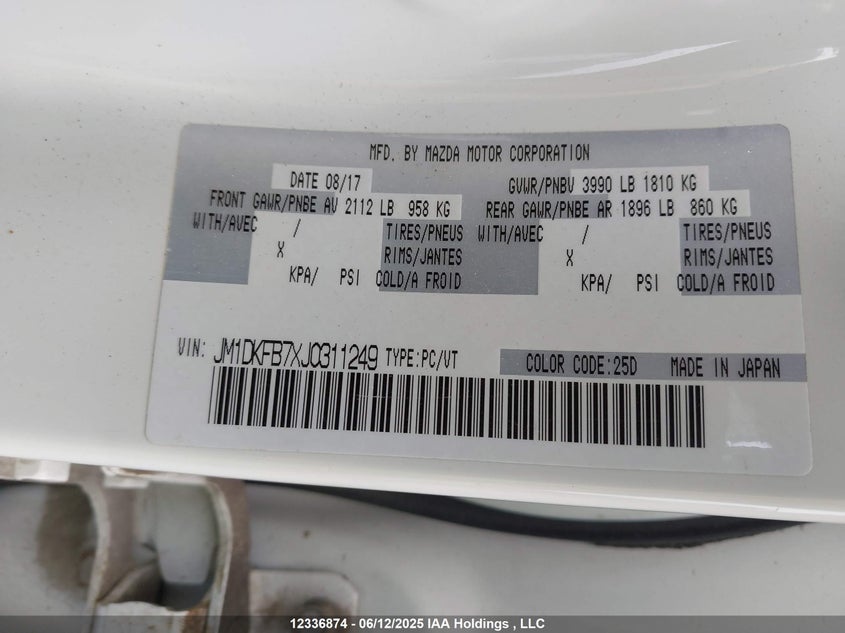 MFD. BY MAZDA MOTOR CORPORATION
DATE 08/17 GVWR/PNBV 3990 LB 1810 KG
FRONT GAWR/PNBE AV 2112 LB 958 KG REAR GAWR/PNBE AR 1896 LB 860 KG
WITH/AVEC / TIRES/PNEUS WITH/AVEC / TIRES/PNEUS
X RIMS/JANTES X RIMS/JANTES
KPA/ PSI COLD/A FROID KPA/ PSI COLD/A FROID
VIN: JM1DKFB7XJ0311249 TYPE:PC/VT COLOR CODE:25D MADE IN JAPAN
12336874 - 06/12/2025 IAA Holdings , LLC